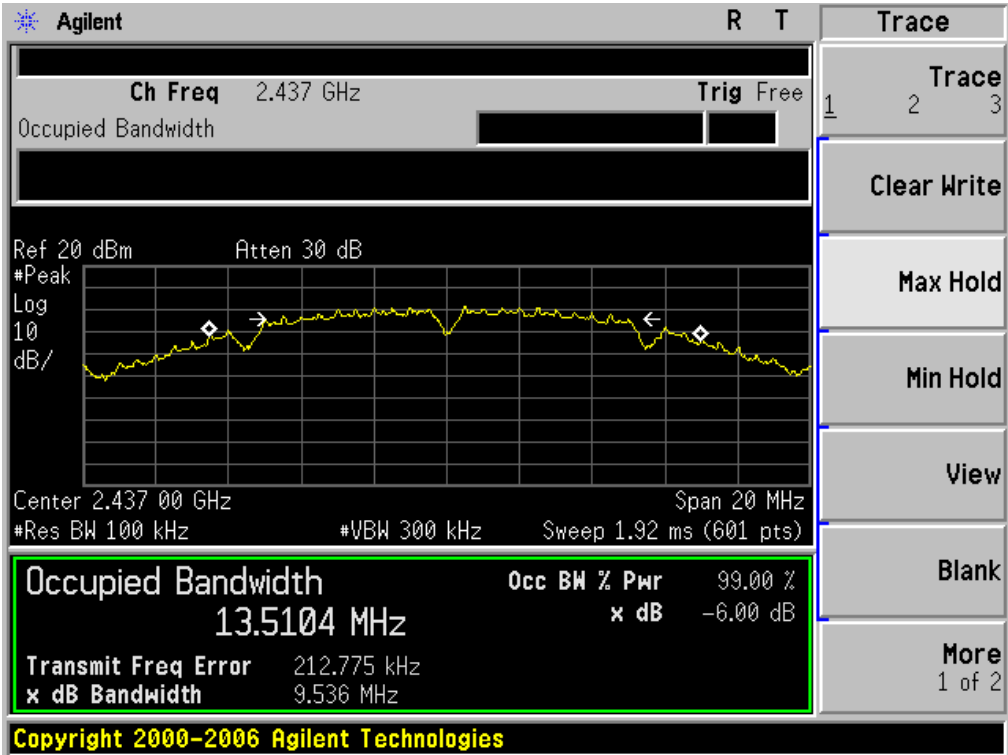 Agilent R T Trace
Ch Freq 2.437 GHz Trig Free
Occupied Bandwidth
Trace
1 2 3
Clear Write
Max Hold
Min Hold
View
Blank
More
1 of 2
Ref 20 dBm Atten 30 dB
#Peak
Log
10
dB/
Center 2.437 00 GHz Span 20 MHz
#Res BW 100 kHz #VBW 300 kHz Sweep 1.92 ms (601 pts)
Occupied Bandwidth Occ BW % Pwr 99.00 %
13.5104 MHz x dB -6.00 dB
Transmit Freq Error 212.775 kHz
x dB Bandwidth 9.536 MHz
Copyright 2000-2006 Agilent Technologies